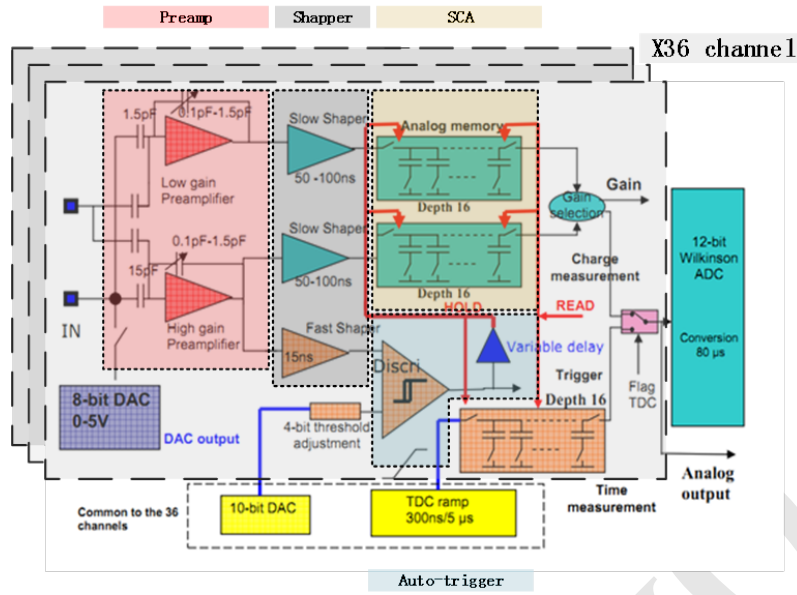 Preamp
Shapper
SCA
X36 channel
1.5pF
0.1pF-1.5pF
Low gain
Preamplifier
Slow Shaper
50 -100ns
Analog memory
Depth 16
Gain
selection
Gain
12-bit
Wilkinson
ADC
Conversion
80 µs
0.1pF-1.5pF
15pF
IN
High gain
Preamplifier
Slow Shaper
50-100ns
Depth 16
Charge
measurement
HOLD
READ
Fast Shaper
15ns
Discri
Variable delay
Trigger
Flag
TDC
8-bit DAC
0-5V
DAC output
4-bit threshold
adjustment
Depth 16
Analog
output
Time
measurement
Common to the 36
channels
10-bit DAC
TDC ramp
300ns/5 µs
Auto-trigger